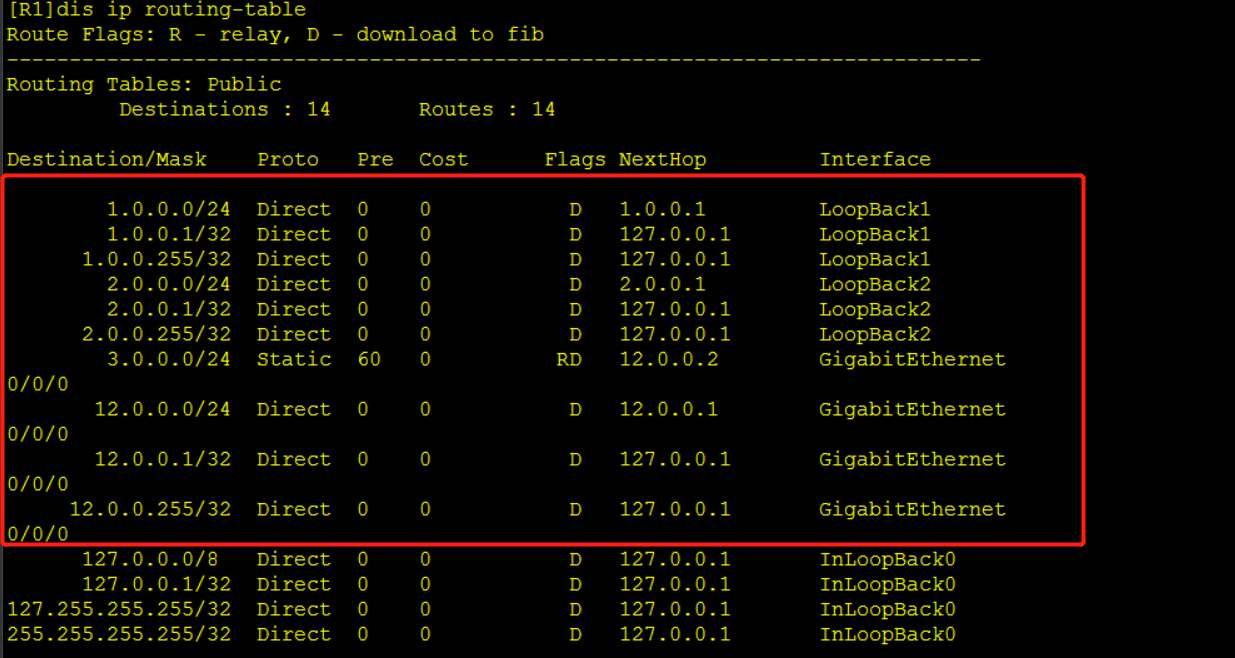 [R1]dis ip routing-table
Route Flags: R - relay, D - download to fib
------------------------------------------------------------------------------
Routing Tables: Public
         Destinations : 14       Routes : 14

Destination/Mask    Proto   Pre  Cost      Flags NextHop         Interface

        1.0.0.0/24  Direct  0    0           D   1.0.0.1         LoopBack1
        1.0.0.1/32  Direct  0    0           D   127.0.0.1       LoopBack1
      1.0.0.255/32  Direct  0    0           D   127.0.0.1       LoopBack1
        2.0.0.0/24  Direct  0    0           D   2.0.0.1         LoopBack2
        2.0.0.1/32  Direct  0    0           D   127.0.0.1       LoopBack2
      2.0.0.255/32  Direct  0    0           D   127.0.0.1       LoopBack2
        3.0.0.0/24  Static  60   0          RD   12.0.0.2        GigabitEthernet
0/0/0
       12.0.0.0/24  Direct  0    0           D   12.0.0.1        GigabitEthernet
0/0/0
       12.0.0.1/32  Direct  0    0           D   127.0.0.1       GigabitEthernet
0/0/0
     12.0.0.255/32  Direct  0    0           D   127.0.0.1       GigabitEthernet
0/0/0
      127.0.0.0/8   Direct  0    0           D   127.0.0.1       InLoopBack0
      127.0.0.1/32  Direct  0    0           D   127.0.0.1       InLoopBack0
127.255.255.255/32  Direct  0    0           D   127.0.0.1       InLoopBack0
255.255.255.255/32  Direct  0    0           D   127.0.0.1       InLoopBack0